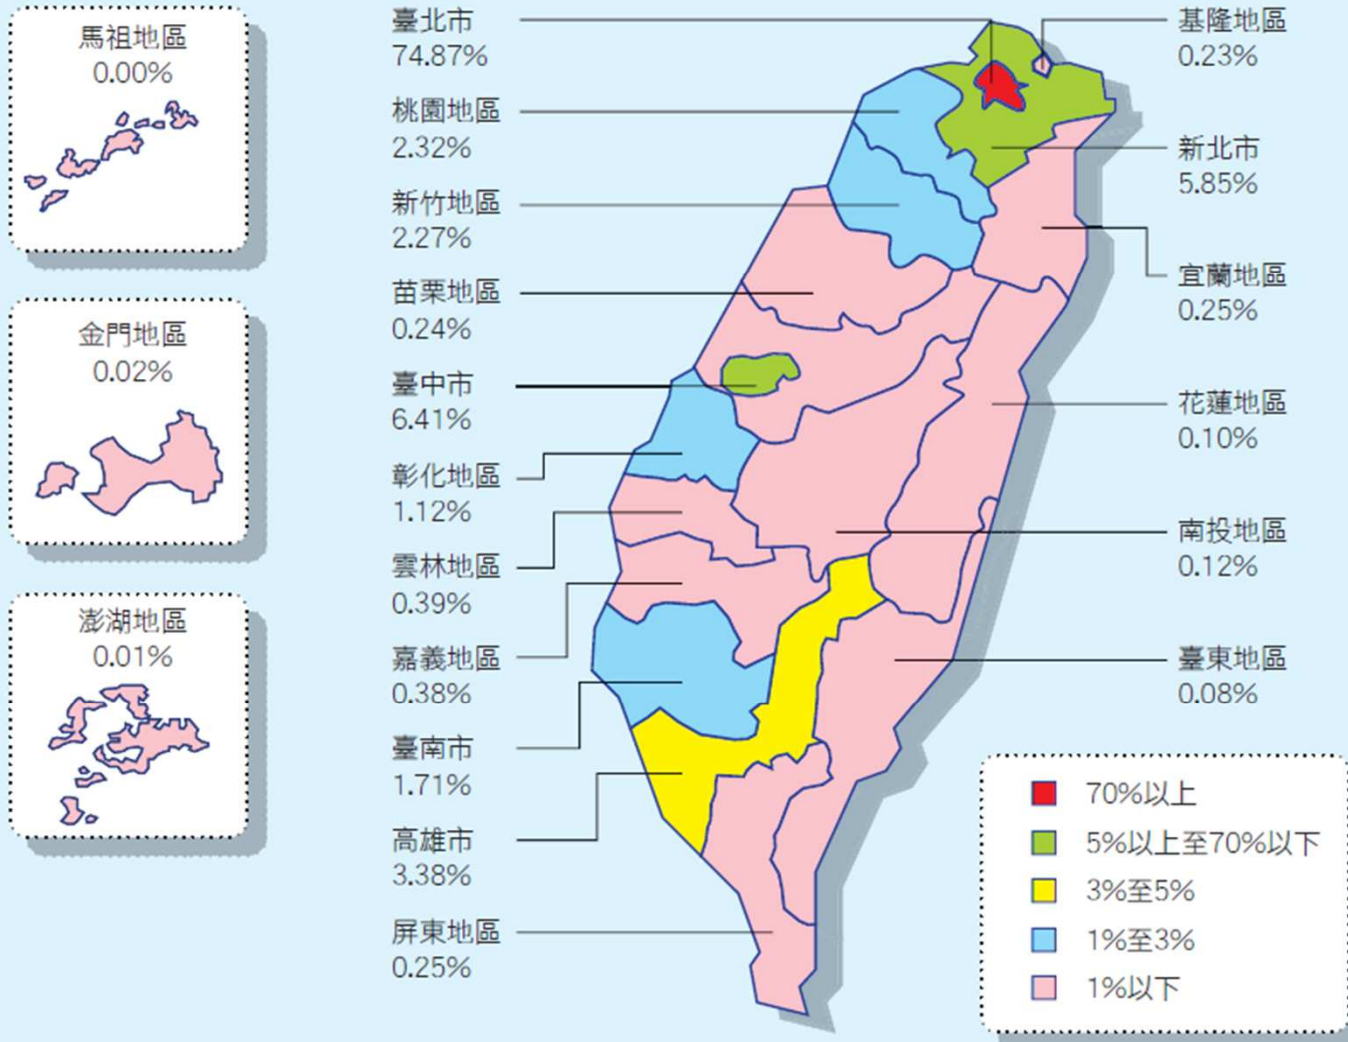 馬祖地區
0.00%
金門地區
0.02%
澎湖地區
0.01%
臺北市
74.87%
桃園地區
2.32%
新竹地區
2.27%
苗栗地區
0.24%
臺中市
6.41%
彰化地區
1.12%
雲林地區
0.39%
嘉義地區
0.38%
臺南市
1.71%
高雄市
3.38%
屏東地區
0.25%
基隆地區
0.23%
新北市
5.85%
宜蘭地區
0.25%
花蓮地區
0.10%
南投地區
0.12%
臺東地區
0.08%
70%以上
5%以上至70%以下
3%至5%
1%至3%
1%以下